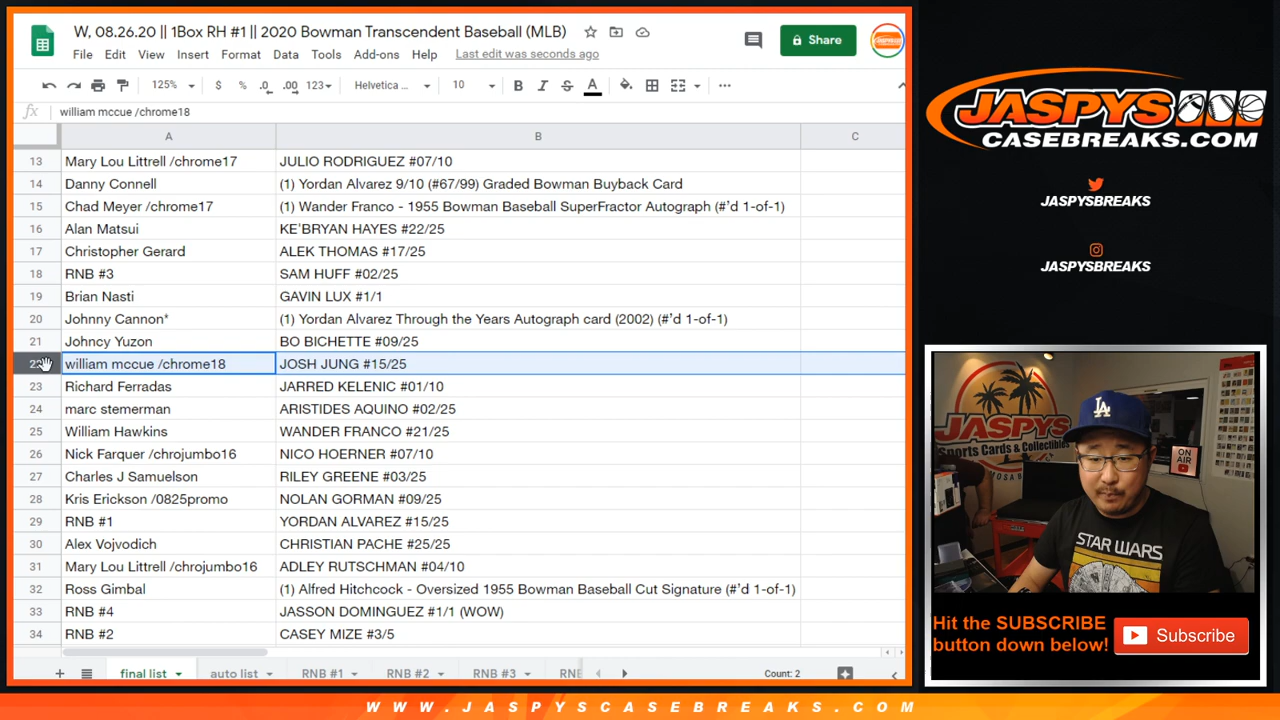 W, 08.26.20 || 1Box RH #1 || 2020 Bowman Transcendent Baseball (MLB)
File Edit View Insert Format Data Tools Add-ons Help Last edit was seconds ago
Share
125% $ % .0 .00 123 Helvetica ... 10 B I S A ...
fx william mccue /chrome18
A B C
13 Mary Lou Littrell /chrome17 JULIO RODRIGUEZ #07/10
14 Danny Connell (1) Yordan Alvarez 9/10 (#67/99) Graded Bowman Buyback Card
15 Chad Meyer /chrome17 (1) Wander Franco - 1955 Bowman Baseball SuperFractor Autograph (#'d 1-of-1)
16 Alan Matsui KE'BRYAN HAYES #22/25
17 Christopher Gerard ALEK THOMAS #17/25
18 RNB #3 SAM HUFF #02/25
19 Brian Nasti GAVIN LUX #1/1
20 Johnny Cannon* (1) Yordan Alvarez Through the Years Autograph card (2002) (#'d 1-of-1)
21 Johncy Yuzon BO BICHETTE #09/25
22 william mccue /chrome18 JOSH JUNG #15/25
23 Richard Ferradas JARRED KELENIC #01/10
24 marc stemerman ARISTIDES AQUINO #02/25
25 William Hawkins WANDER FRANCO #21/25
26 Nick Farquer /chrojumbo16 NICO HOERNER #07/10
27 Charles J Samuelson RILEY GREENE #03/25
28 Kris Erickson /0825promo NOLAN GORMAN #09/25
29 RNB #1 YORDAN ALVAREZ #15/25
30 Alex Vojvodich CHRISTIAN PACHE #25/25
31 Mary Lou Littrell /chrojumbo16 ADLEY RUTSCHMAN #04/10
32 Ross Gimbal (1) Alfred Hitchcock - Oversized 1955 Bowman Baseball Cut Signature (#'d 1-of-1)
33 RNB #4 JASSON DOMINGUEZ #1/1 (WOW)
34 RNB #2 CASEY MIZE #3/5
final list auto list RNB #1 RNB #2 RNB #3 RNB Count: 2
JASPYS
CASEBREAKS.COM
JASPYSBREAKS
JASPYSBREAKS
JASPYS
Sports Cards & Collectibles
ON AIR
LA
STAR WARS
Hit the SUBSCRIBE
button down below!
Subscribe
WWW.JASPYSCASEBREAKS.COM